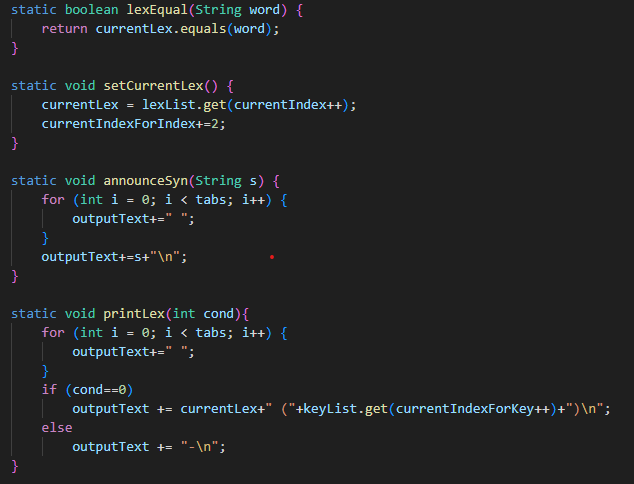 static boolean lexEqual(String word) {
    return currentLex.equals(word);
}
static void setCurrentLex() {
    currentLex = lexList.get(currentIndex++);
    currentIndexForIndex+=2;
}
static void announceSyn(String s) {
    for (int i = 0; i < tabs; i++) {
        outputText+=" ";
    }
    outputText+=s+"\n";
}
static void printLex(int cond){
    for (int i = 0; i < tabs; i++) {
        outputText+=" ";
    }
    if (cond==0)
        outputText += currentLex+" ("+keyList.get(currentIndexForKey++)+")\n";
    else
        outputText += "-\n";
}